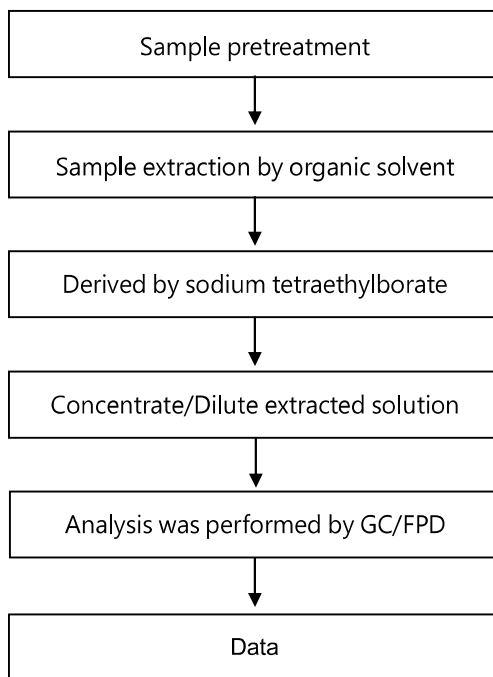 Sample pretreatment
Sample extraction by organic solvent
Derived by sodium tetraethylborate
Concentrate/Dilute extracted solution
Analysis was performed by GC/FPD
Data